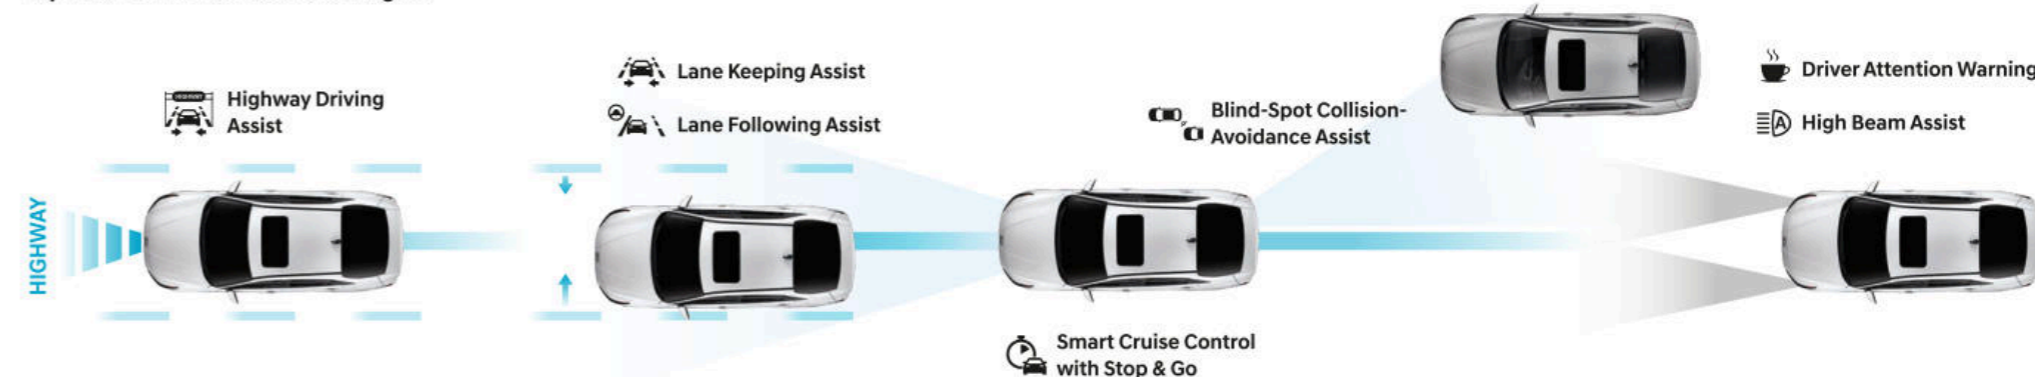 HIGHWAY
Highway Driving
Assist
Lane Keeping Assist
Lane Following Assist
Blind-Spot Collision-
Avoidance Assist
Smart Cruise Control
with Stop & Go
Driver Attention Warning
High Beam Assist